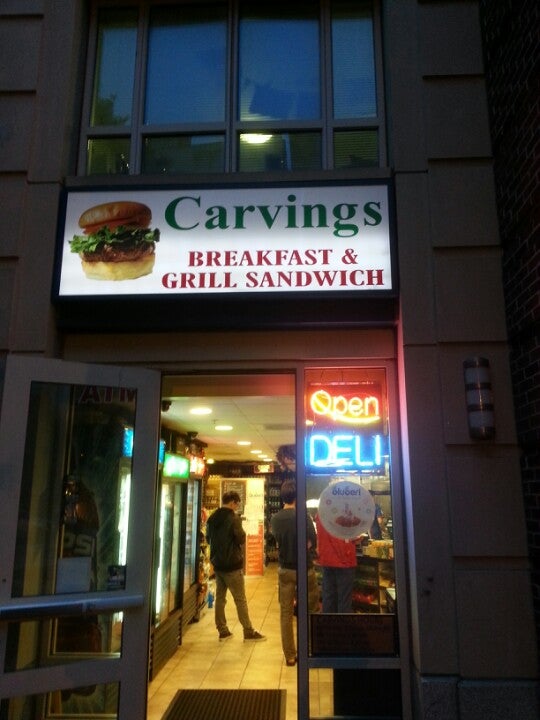 Carvings
BREAKFAST &
GRILL SANDWICH
Open
DELI